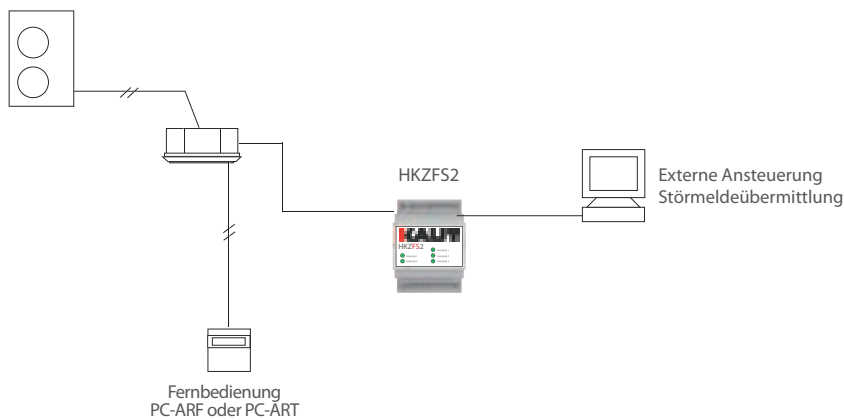 HKZFS2
Externe Ansteuerung
Störmeldeübermittlung
KAUT
HKZFS2
Fernbedienung
PC-ARF oder PC-ART